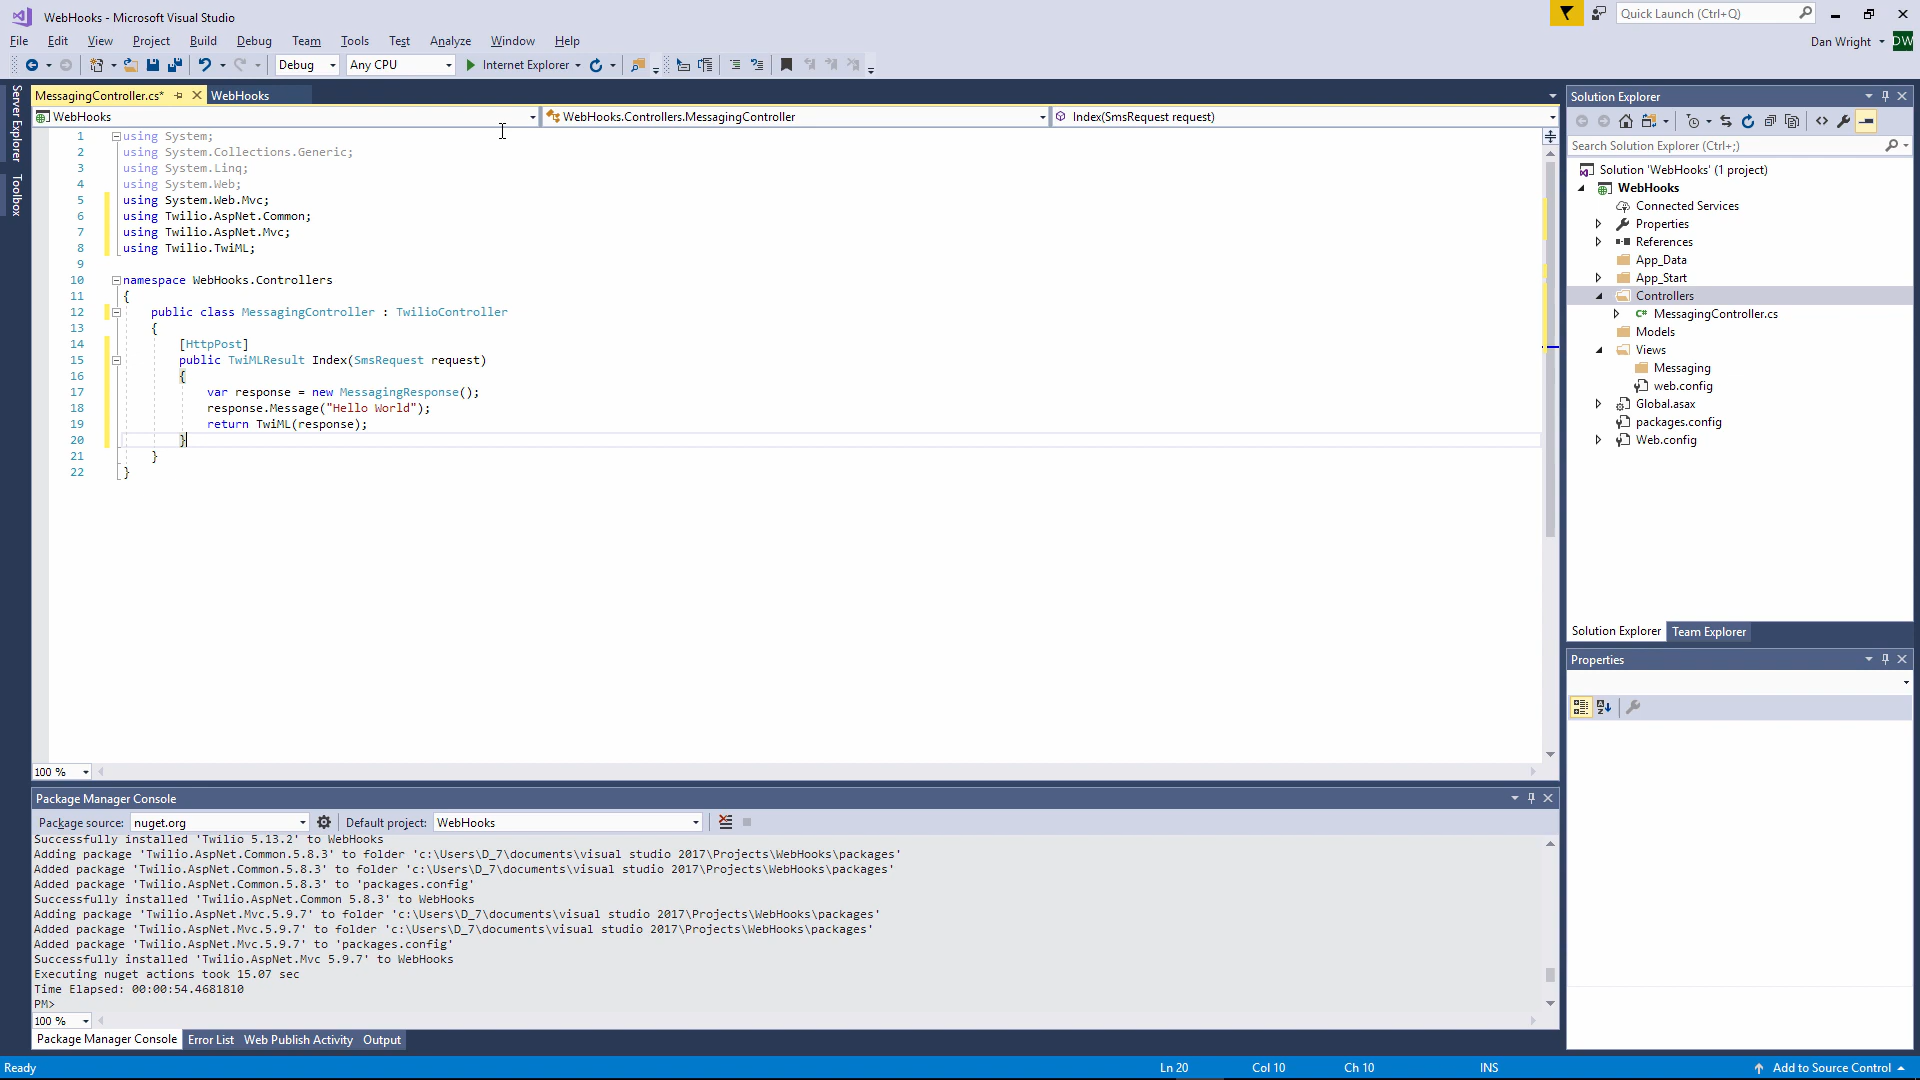 WebHooks - Microsoft Visual Studio
Quick Launch (Ctrl+Q)
File Edit View Project Build Debug Team Tools Test Analyze Window Help
Dan Wright DW
Debug Any CPU Internet Explorer
Server Explorer
Toolbox
MessagingController.cs* WebHooks
WebHooks WebHooks.Controllers.MessagingController Index(SmsRequest request)
1 using System;
2 using System.Collections.Generic;
3 using System.Linq;
4 using System.Web;
5 using System.Web.Mvc;
6 using Twilio.AspNet.Common;
7 using Twilio.AspNet.Mvc;
8 using Twilio.TwiML;
9
10 namespace WebHooks.Controllers
11 {
12 public class MessagingController : TwilioController
13 {
14 [HttpPost]
15 public TwiMLResult Index(SmsRequest request)
16 {
17 var response = new MessagingResponse();
18 response.Message("Hello World");
19 return TwiML(response);
20 }
21 }
22 }
100 %
Solution Explorer
Search Solution Explorer (Ctrl+;)
Solution 'WebHooks' (1 project)
WebHooks
Connected Services
Properties
References
App_Data
App_Start
Controllers
C# MessagingController.cs
Models
Views
Messaging
web.config
Global.asax
packages.config
Web.config
Solution Explorer Team Explorer
Properties
Package Manager Console
Package source: nuget.org Default project: WebHooks
Successfully installed 'Twilio 5.13.2' to WebHooks
Adding package 'Twilio.AspNet.Common.5.8.3' to folder 'c:\Users\D_7\documents\visual studio 2017\Projects\WebHooks\packages'
Added package 'Twilio.AspNet.Common.5.8.3' to folder 'c:\Users\D_7\documents\visual studio 2017\Projects\WebHooks\packages'
Added package 'Twilio.AspNet.Common.5.8.3' to 'packages.config'
Successfully installed 'Twilio.AspNet.Common 5.8.3' to WebHooks
Adding package 'Twilio.AspNet.Mvc.5.9.7' to folder 'c:\Users\D_7\documents\visual studio 2017\Projects\WebHooks\packages'
Added package 'Twilio.AspNet.Mvc.5.9.7' to folder 'c:\Users\D_7\documents\visual studio 2017\Projects\WebHooks\packages'
Added package 'Twilio.AspNet.Mvc.5.9.7' to 'packages.config'
Successfully installed 'Twilio.AspNet.Mvc 5.9.7' to WebHooks
Executing nuget actions took 15.07 sec
Time Elapsed: 00:00:54.4681810
PM>
100 %
Package Manager Console Error List Web Publish Activity Output
Ready Ln 20 Col 10 Ch 10 INS Add to Source Control